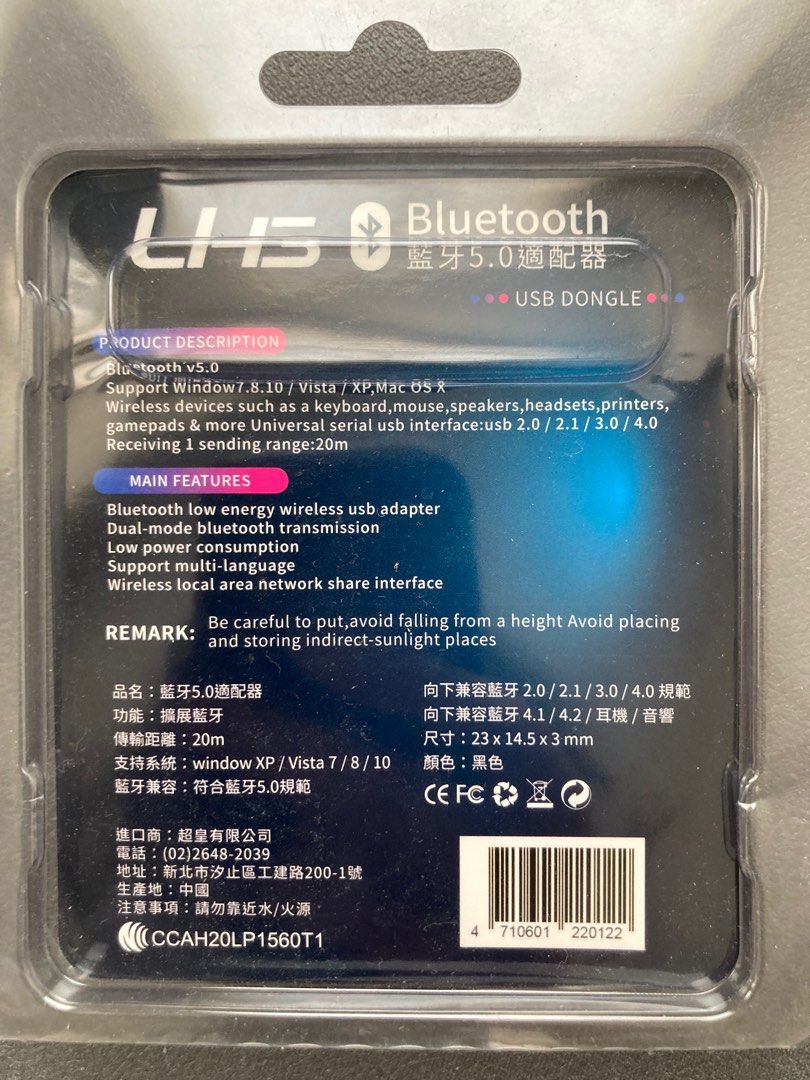 LHS Bluetooth
藍牙5.0適配器
USB DONGLE
PRODUCT DESCRIPTION
Bluetooth v5.0
Support Window7.8.10 / Vista / XP,Mac OS X
Wireless devices such as a keyboard,mouse,speakers,headsets,printers,
gamepads & more Universal serial usb interface:usb 2.0 / 2.1 / 3.0 / 4.0
Receiving 1 sending range:20m
MAIN FEATURES
Bluetooth low energy wireless usb adapter
Dual-mode bluetooth transmission
Low power consumption
Support multi-language
Wireless local area network share interface
REMARK: Be careful to put,avoid falling from a height Avoid placing
and storing indirect-sunlight places
品名：藍牙5.0適配器
功能：擴展藍牙
傳輸距離：20m
支持系統：window XP / Vista 7 / 8 / 10
藍牙兼容：符合藍牙5.0規範
向下兼容藍牙 2.0 / 2.1 / 3.0 / 4.0 規範
向下兼容藍牙 4.1 / 4.2 / 耳機 / 音響
尺寸：23 x 14.5 x 3 mm
顏色：黑色
CE FC
進口商：超皇有限公司
電話：(02)2648-2039
地址：新北市汐止區工建路200-1號
生產地：中國
注意事項：請勿靠近水/火源
CCAH20LP1560T1
4 710601 220122